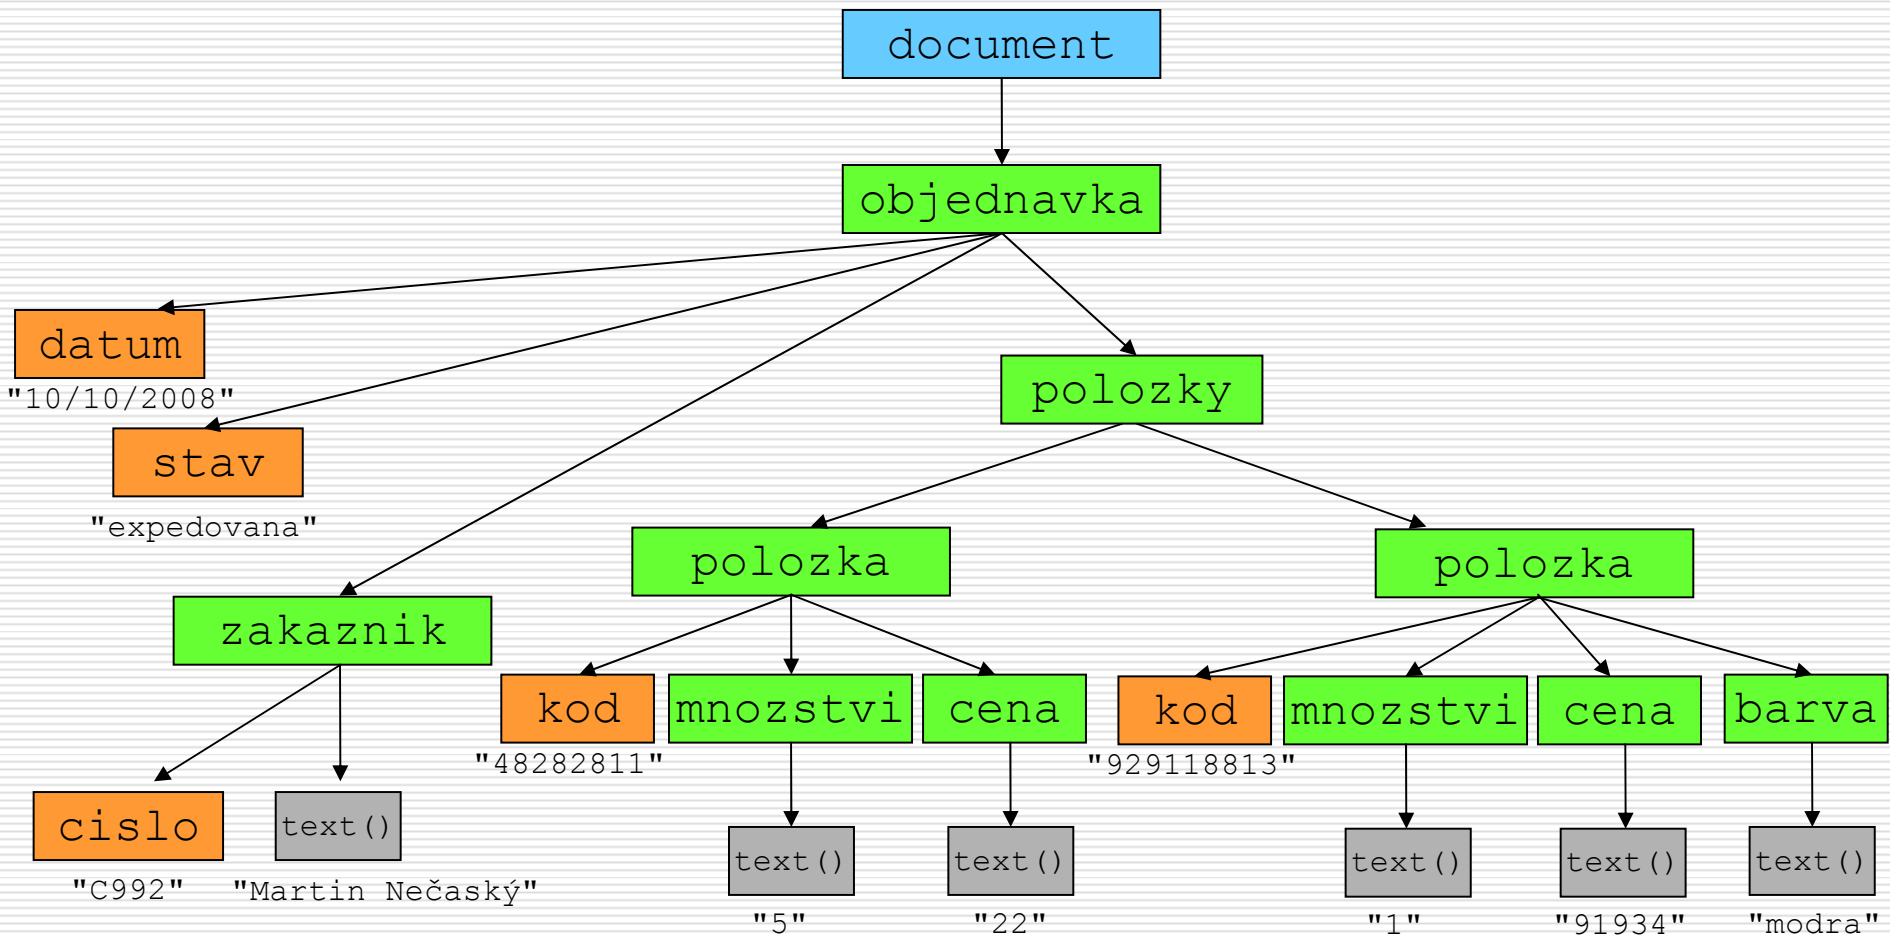 document
objednavka
datum
"10/10/2008"
stav
"expedovana"
polozky
polozka
polozka
zakaznik
kod
mnozstvi
cena
kod
mnozstvi
cena
barva
"48282811"
"929118813"
cislo
text()
"C992"
"Martin Nečaský"
text()
text()
text()
text()
text()
"5"
"22"
"1"
"91934"
"modra"